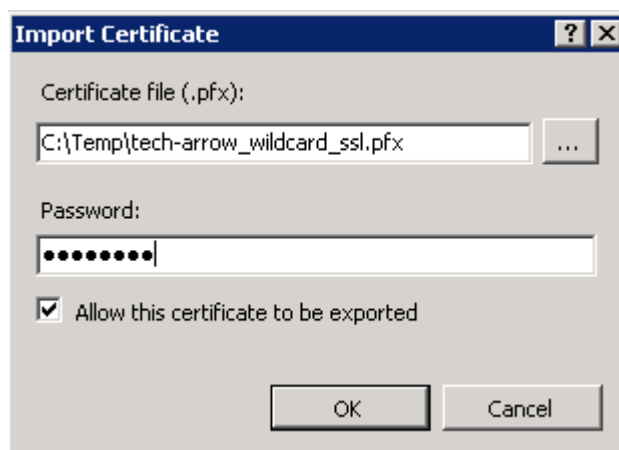 Import Certificate
Certificate file (.pfx):
C:\Temp\tech-arrow_wildcard_ssl.pfx
...
Password:
●●●●●●●●
Allow this certificate to be exported
OK
Cancel